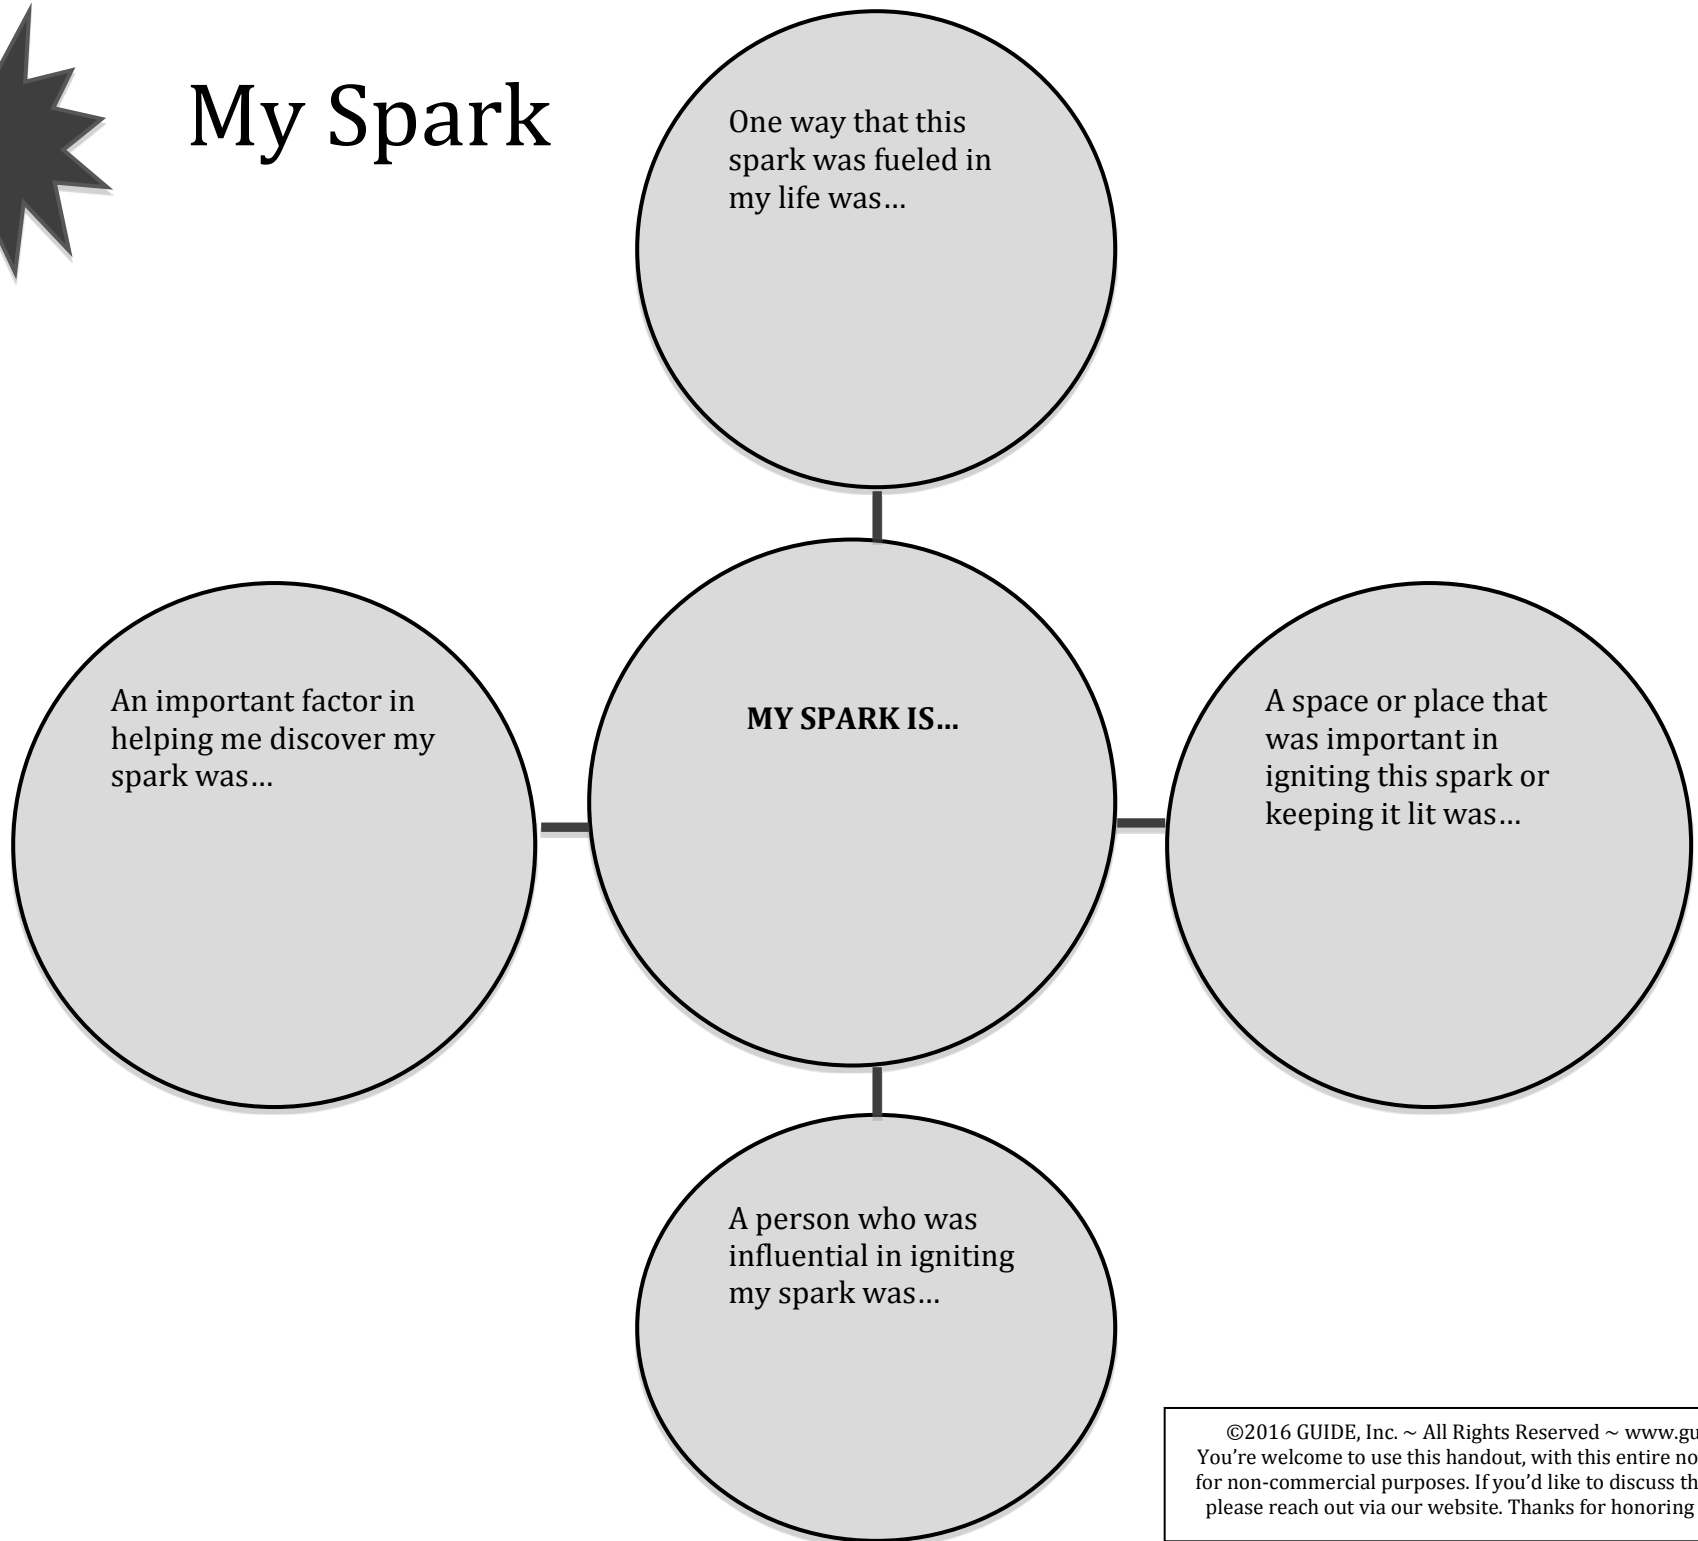 My Spark
One way that this
spark was fueled in
my life was…
An important factor in
helping me discover my
spark was…
MY SPARK IS…
A space or place that
was important in
igniting this spark or
keeping it lit was…
A person who was
influential in igniting
my spark was…
©2016 GUIDE, Inc. ~ All Rights Reserved ~ www.gu
You’re welcome to use this handout, with this entire no
for non-commercial purposes. If you’d like to discuss th
please reach out via our website. Thanks for honoring